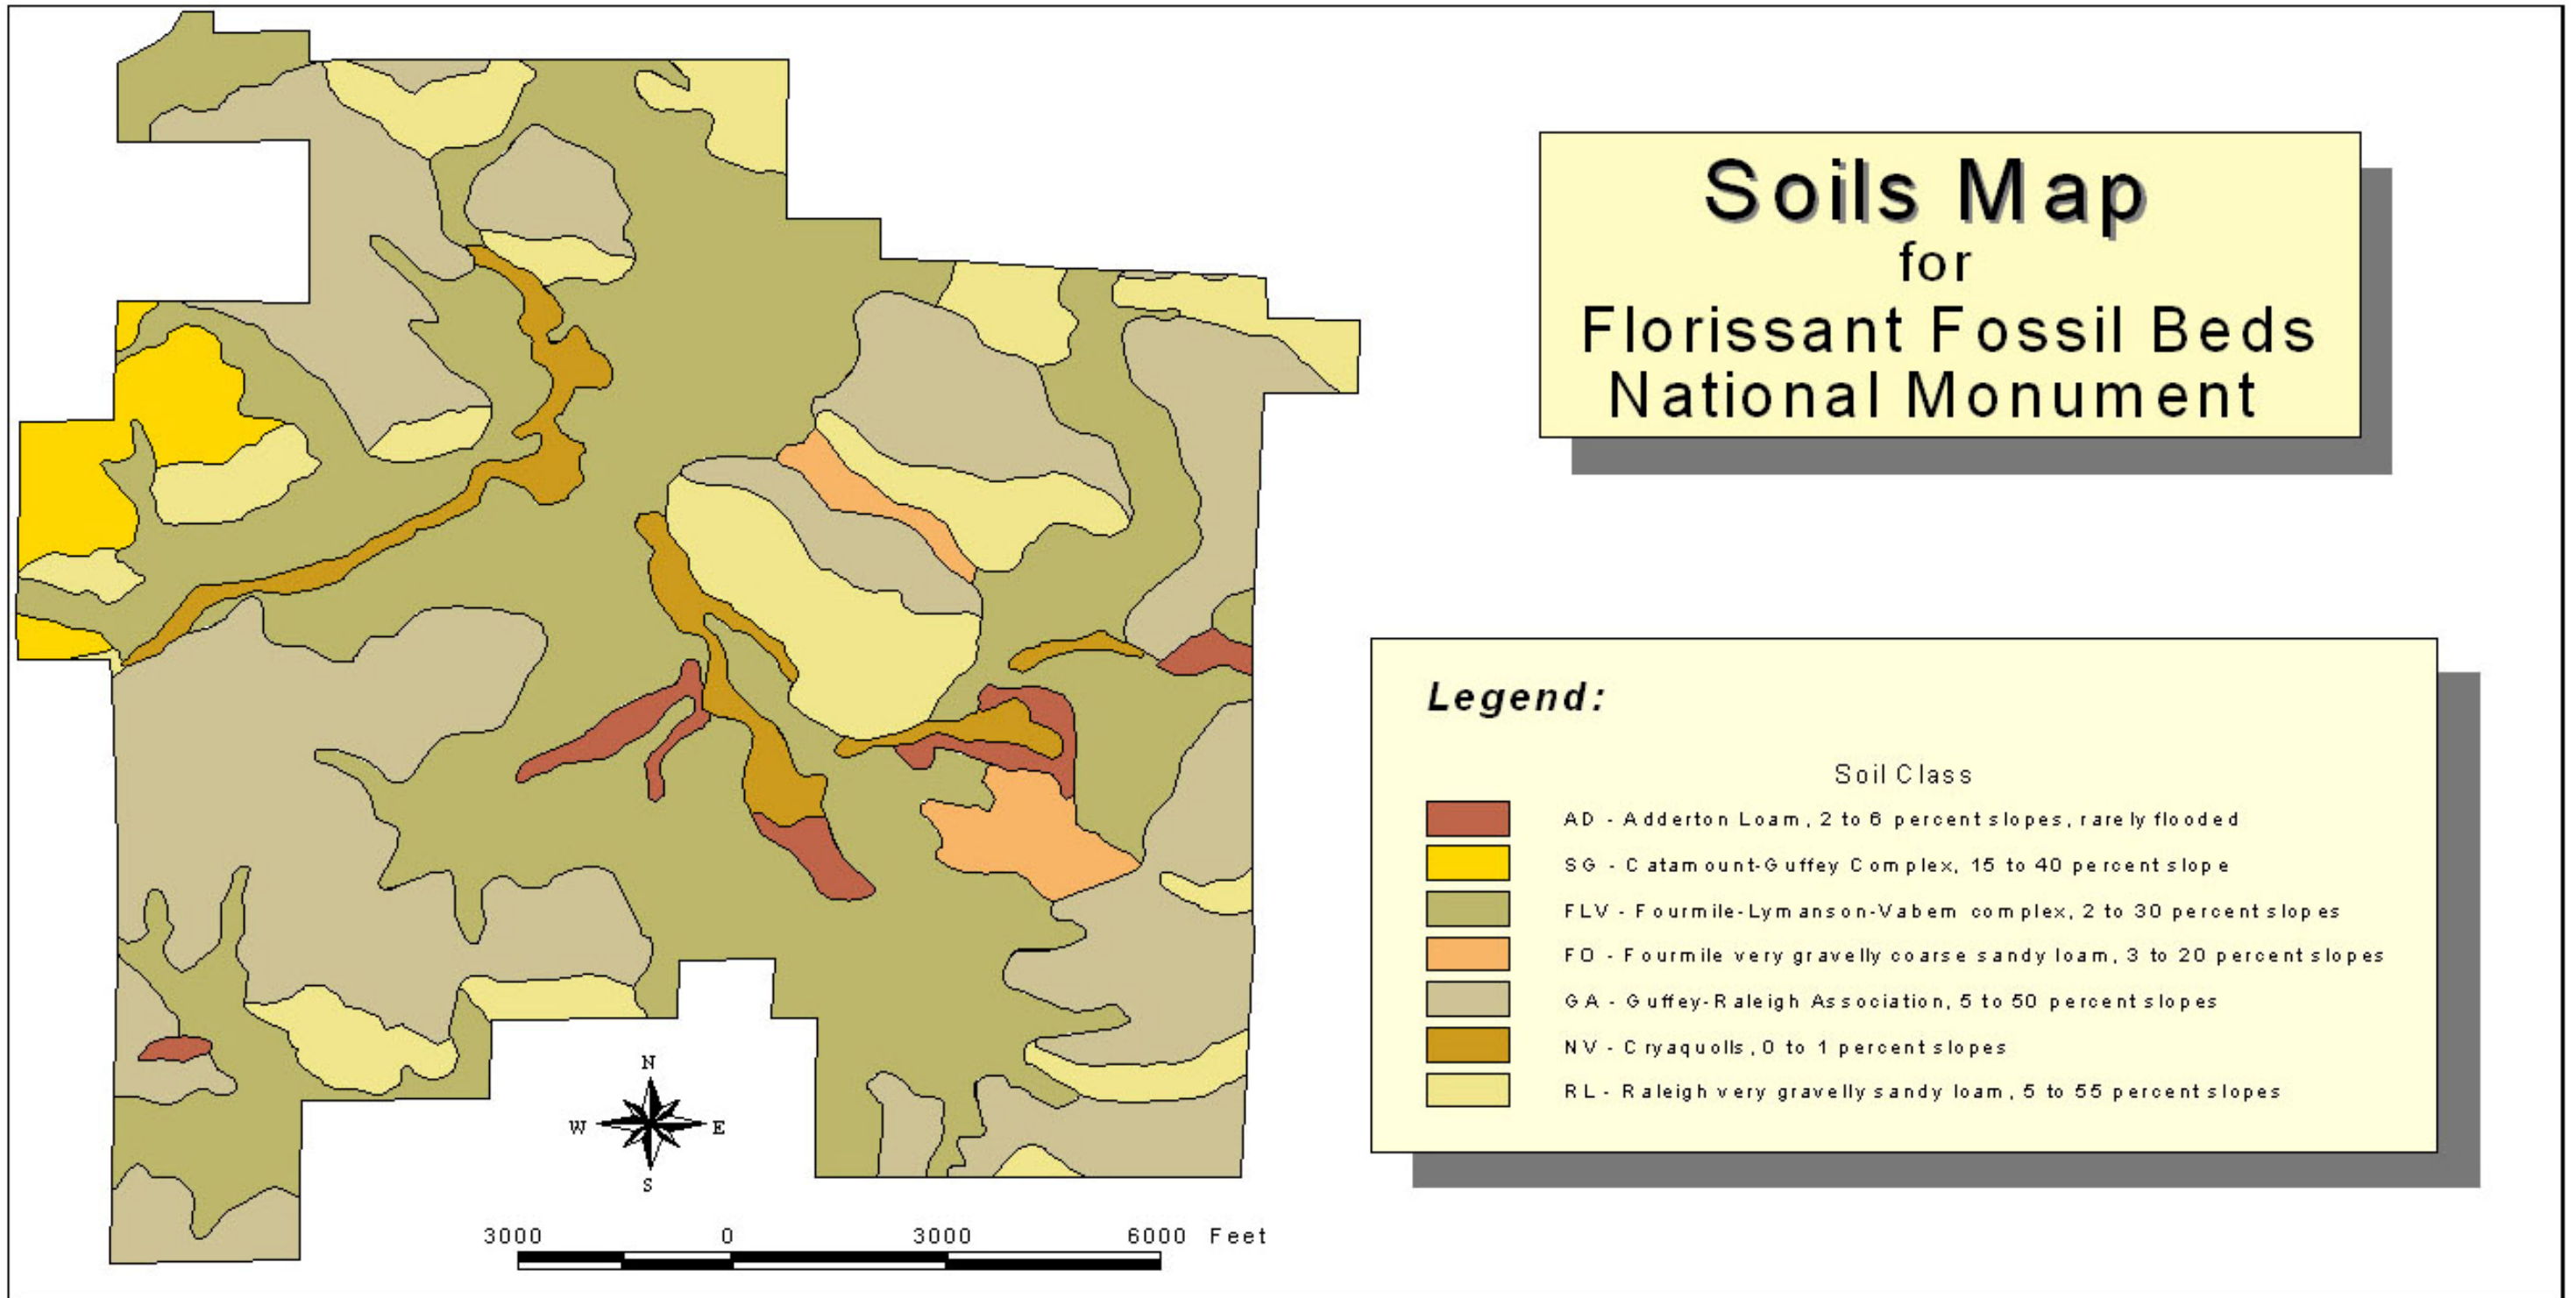 Soils Map
for
Florissant Fossil Beds
National Monument
Legend:
Soil Class
AD - Adderton Loam, 2 to 6 percent slopes, rarely flooded
SG - Catamount-Guffey Complex, 15 to 40 percent slope
FLV - Fourmile-Lymanson-Vabem complex, 2 to 30 percent slopes
FO - Fourmile very gravelly coarse sandy loam, 3 to 20 percent slopes
GA - Guffey-Raleigh Association, 5 to 50 percent slopes
NV - Cryaquolls, 0 to 1 percent slopes
RL - Raleigh very gravelly sandy loam, 5 to 55 percent slopes
N
W E
S
3000 0 3000 6000 Feet